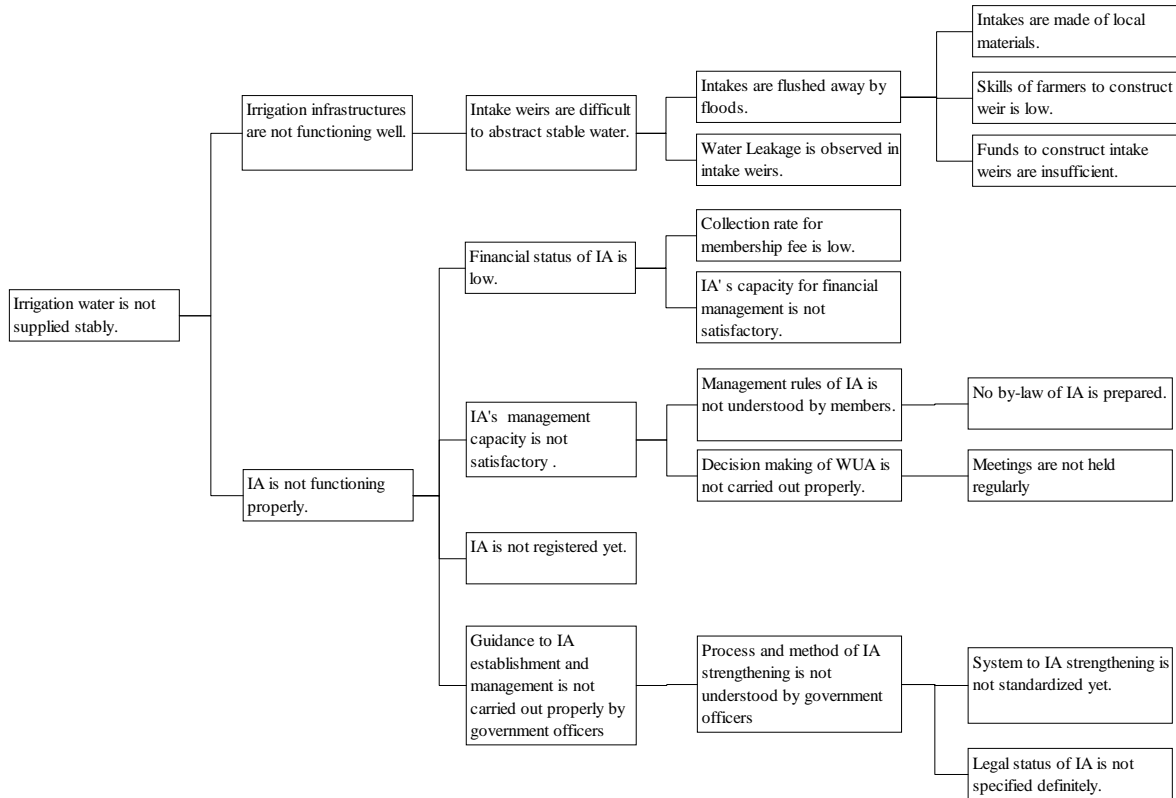 Intakes are made of local
materials.
Irrigation infrastructures
are not functioning well.
Intake weirs are difficult
to abstract stable water.
Intakes are flushed away by
floods.
Skills of farmers to construct
weir is low.
Water Leakage is observed in
intake weirs.
Funds to construct intake
weirs are insufficient.
Collection rate for
membership fee is low.
Financial status of IA is
low.
IA' s capacity for financial
management is not
satisfactory.
Irrigation water is not
supplied stably.
Management rules of IA is
not understood by members.
No by-law of IA is prepared.
IA's management
capacity is not
satisfactory .
Decision making of WUA is
not carried out properly.
Meetings are not held
regularly
IA is not functioning
properly.
IA is not registered yet.
Guidance to IA
establishment and
management is not
carried out properly by
government officers
Process and method of IA
strengthening is not
understood by government
officers
System to IA strengthening is
not standardized yet.
Legal status of IA is not
specified definitely.